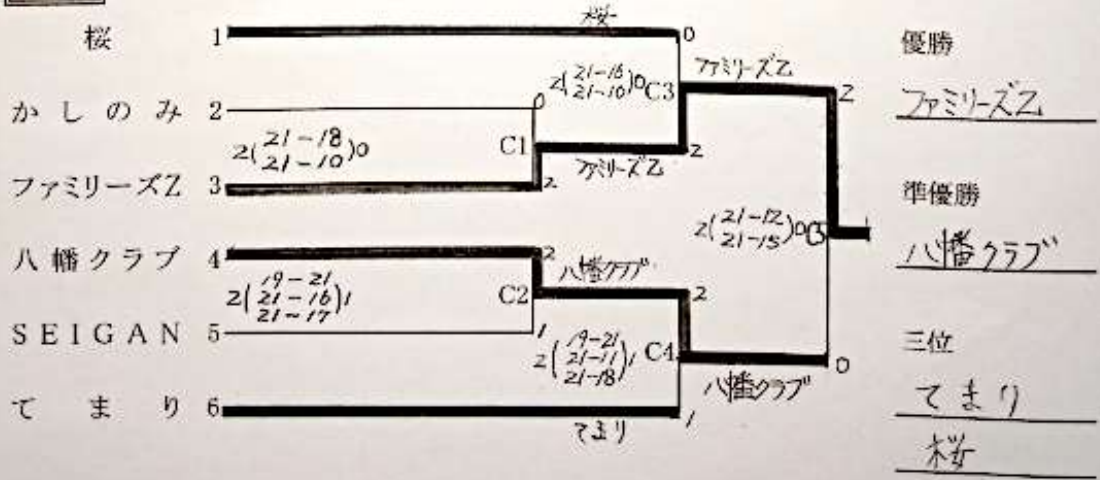 桜 1 桜 0 優勝
2(21-16 21-10)0 C3 ファミリーズZ 2 ファミリーズZ
かしのみ 2 0
2(21-18 21-10)0 C1 ファミリーズZ 2
ファミリーズZ 3 2 準優勝
2(21-12 21-15)0
八幡クラブ 4 2 八幡クラブ 八幡クラブ
2(19-21 21-16 21-17)1 C2 2
SEIGAN 5 1 三位
2(19-21 21-11 21-18)1 C4 八幡クラブ 0
てまり 6 てまり 1 てまり
桜